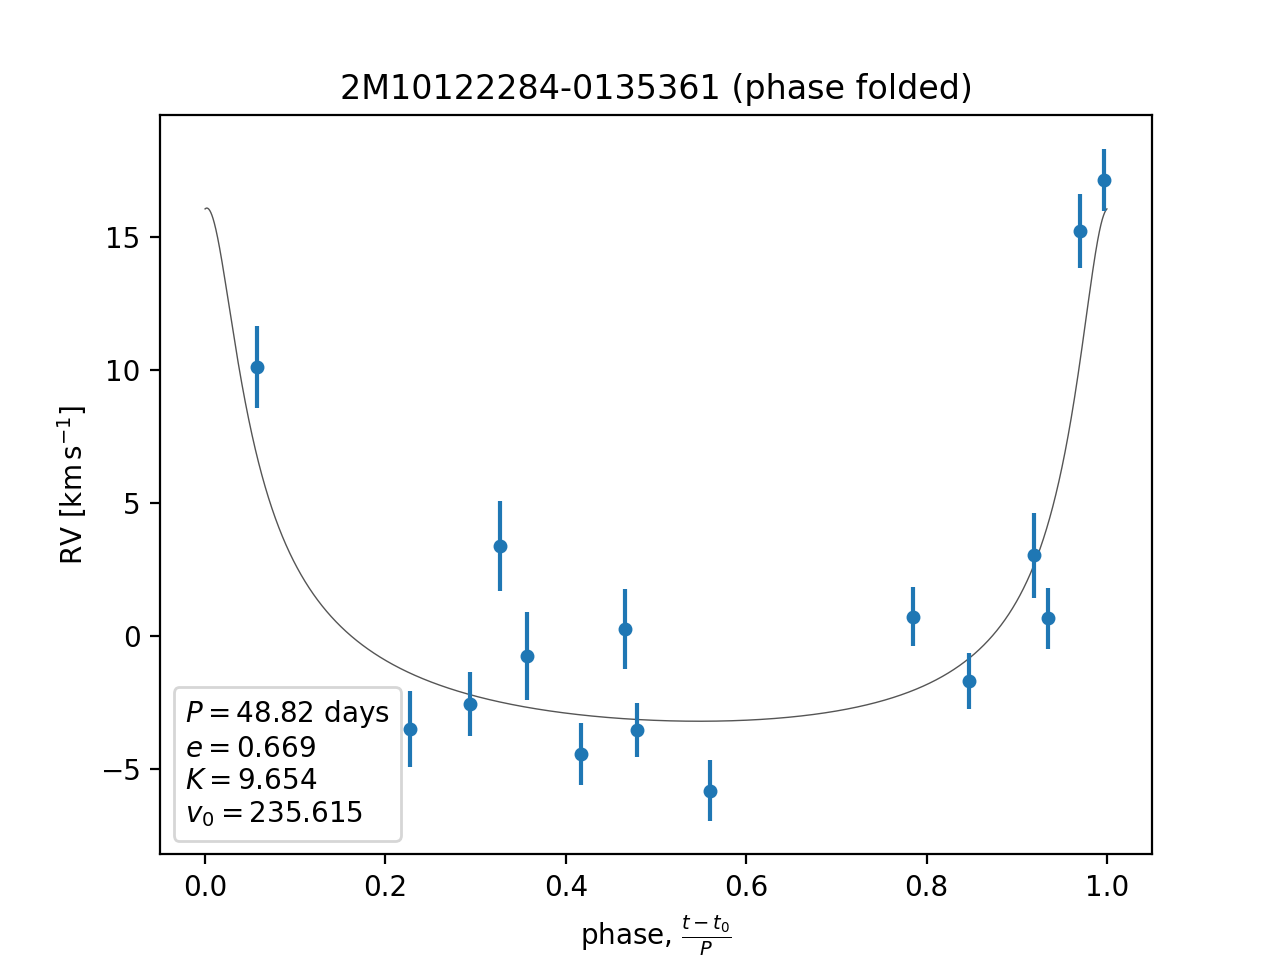 2M10122284-0135361 (phase folded)
RV [km s⁻¹]
15
10
5
0
−5
P = 48.82 days
e = 0.669
K = 9.654
v₀ = 235.615
0.0 0.2 0.4 0.6 0.8 1.0
phase, (t − t₀)/P